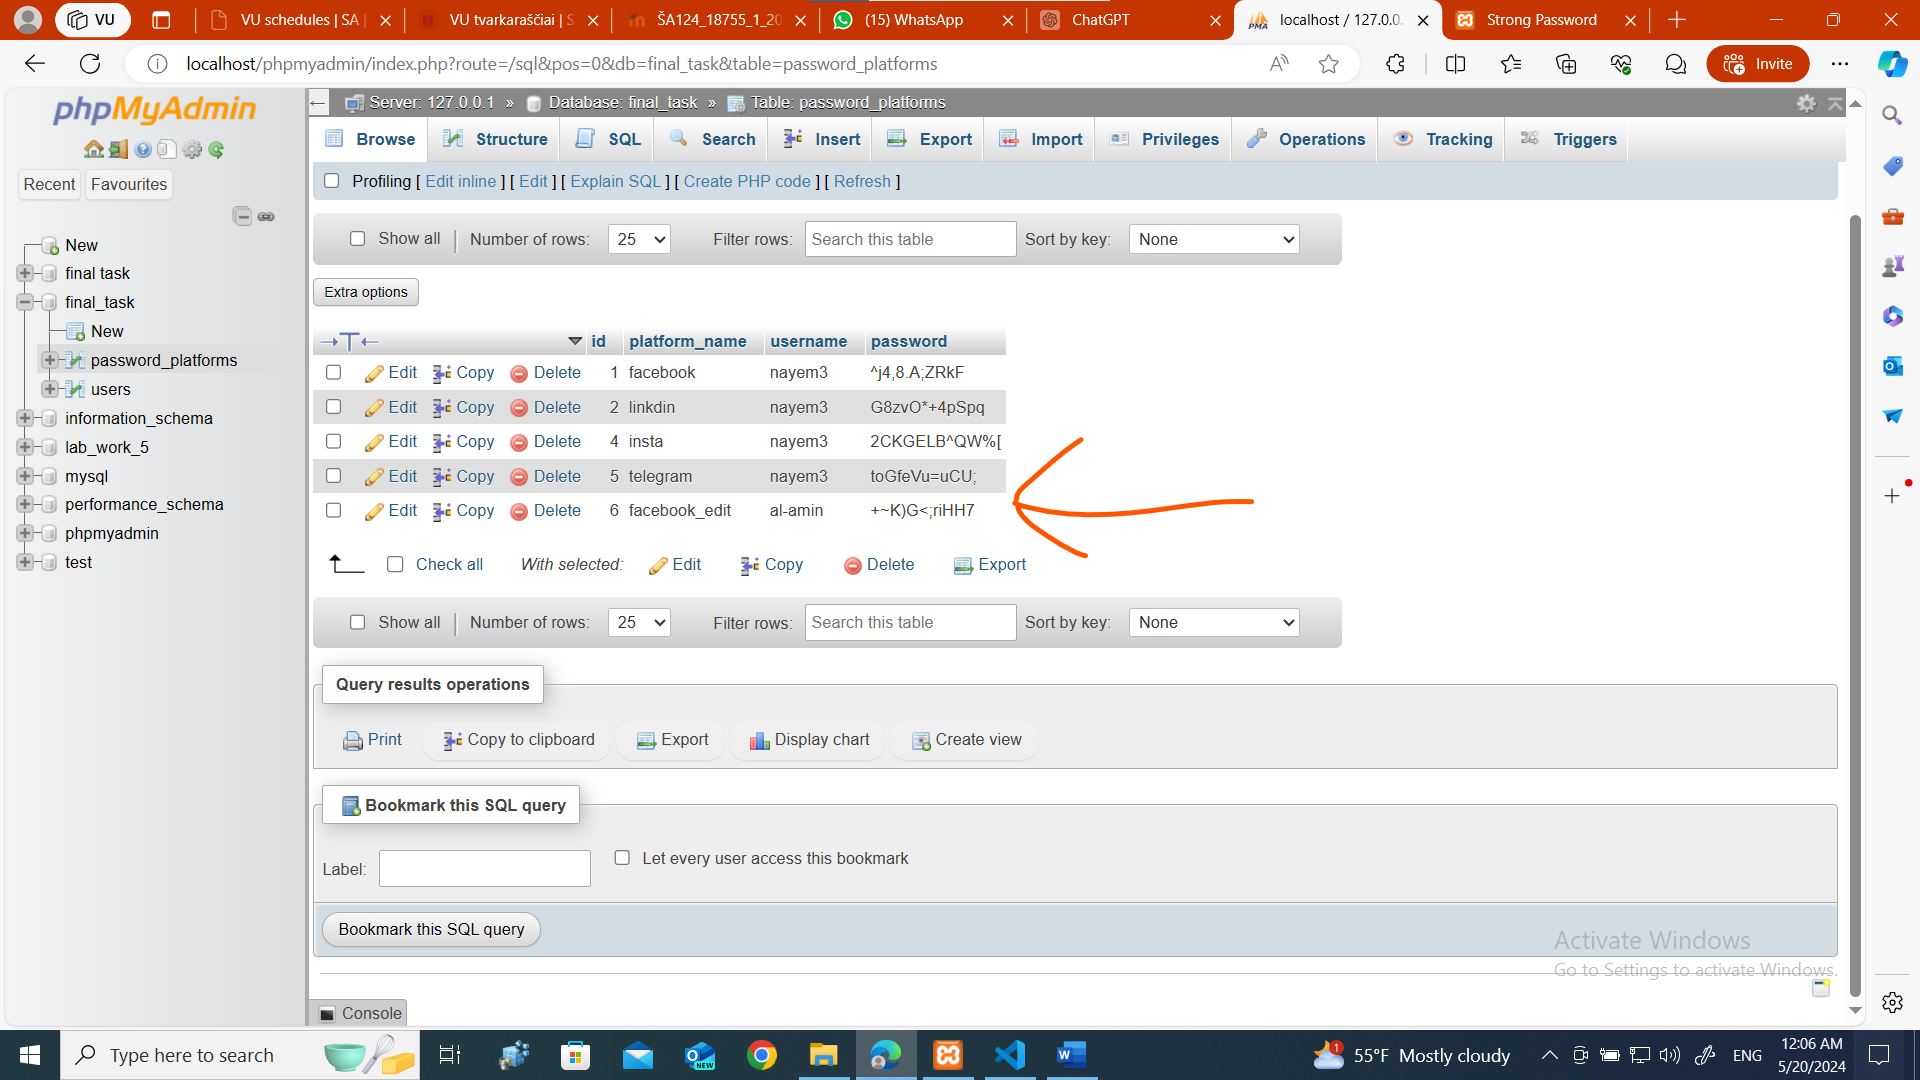 VU
VU schedules | SA |
VU tvarkaraščiai | S
ŠA124_18755_1_20
(15) WhatsApp
ChatGPT
localhost / 127.0.0.
Strong Password
localhost/phpmyadmin/index.php?route=/sql&pos=0&db=final_task&table=password_platforms
Invite
phpMyAdmin
Recent
Favourites
New
final task
final_task
New
password_platforms
users
information_schema
lab_work_5
mysql
performance_schema
phpmyadmin
test
Server: 127.0.0.1 » Database: final_task » Table: password_platforms
Browse Structure SQL Search Insert Export Import Privileges Operations Tracking Triggers
Profiling [ Edit inline ] [ Edit ] [ Explain SQL ] [ Create PHP code ] [ Refresh ]
Show all Number of rows: 25 Filter rows: Search this table Sort by key: None
Extra options
id platform_name username password
Edit Copy Delete 1 facebook nayem3 ^j4,8.A;ZRkF
Edit Copy Delete 2 linkdin nayem3 G8zvO*+4pSpq
Edit Copy Delete 4 insta nayem3 2CKGELB^QW%[
Edit Copy Delete 5 telegram nayem3 toGfeVu=uCU;
Edit Copy Delete 6 facebook_edit al-amin +~K)G<;riHH7
Check all With selected: Edit Copy Delete Export
Show all Number of rows: 25 Filter rows: Search this table Sort by key: None
Query results operations
Print Copy to clipboard Export Display chart Create view
Bookmark this SQL query
Label: Let every user access this bookmark
Bookmark this SQL query
Activate Windows
Go to Settings to activate Windows.
Console
Type here to search
NEW
1
55°F Mostly cloudy
ENG
12:06 AM
5/20/2024